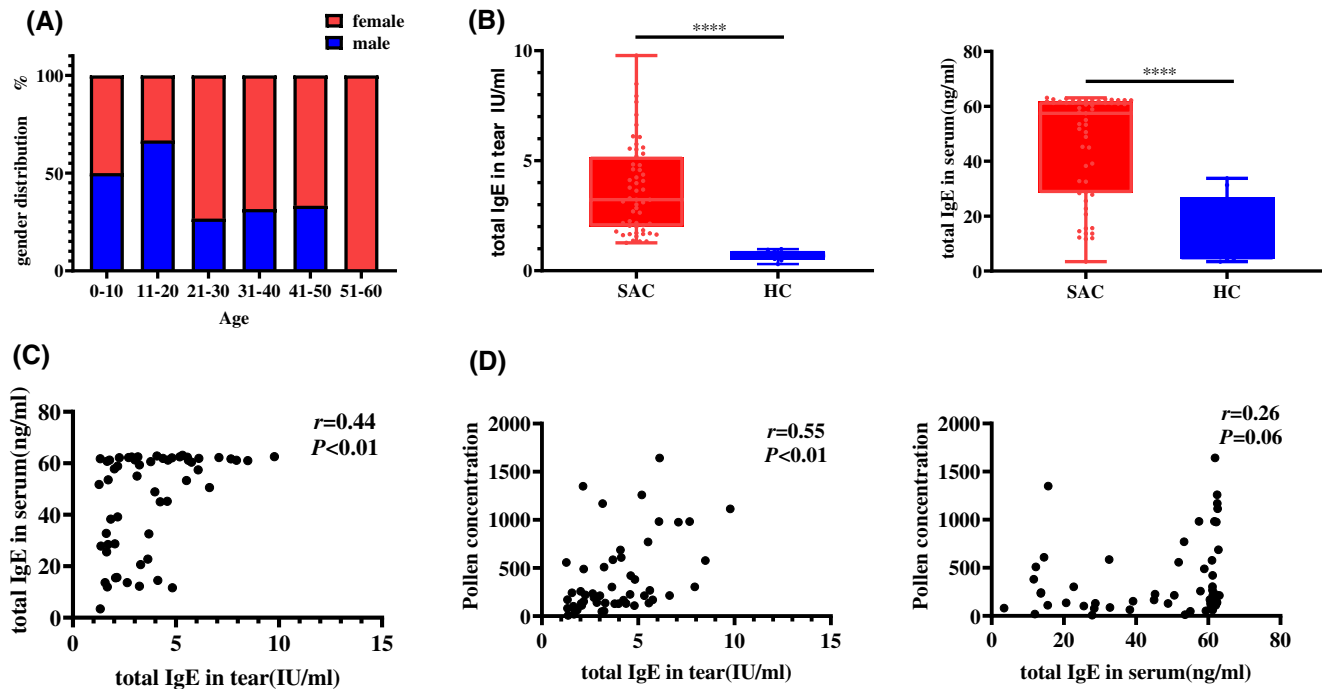 (A)
female
male
gender distribution %
100
50
0
0-10 11-20 21-30 31-40 41-50 51-60
Age
(B)
****
total IgE in tear IU/ml
10
5
0
SAC HC
****
total IgE in serum(ng/ml)
80
60
40
20
0
SAC HC
(C)
r=0.44
P<0.01
total IgE in serum(ng/ml)
80
60
40
20
0
0 5 10 15
total IgE in tear(IU/ml)
(D)
r=0.55
P<0.01
Pollen concentration
2000
1500
1000
500
0
0 5 10 15
total IgE in tear(IU/ml)
r=0.26
P=0.06
Pollen concentration
2000
1500
1000
500
0
0 20 40 60 80
total IgE in serum(ng/ml)